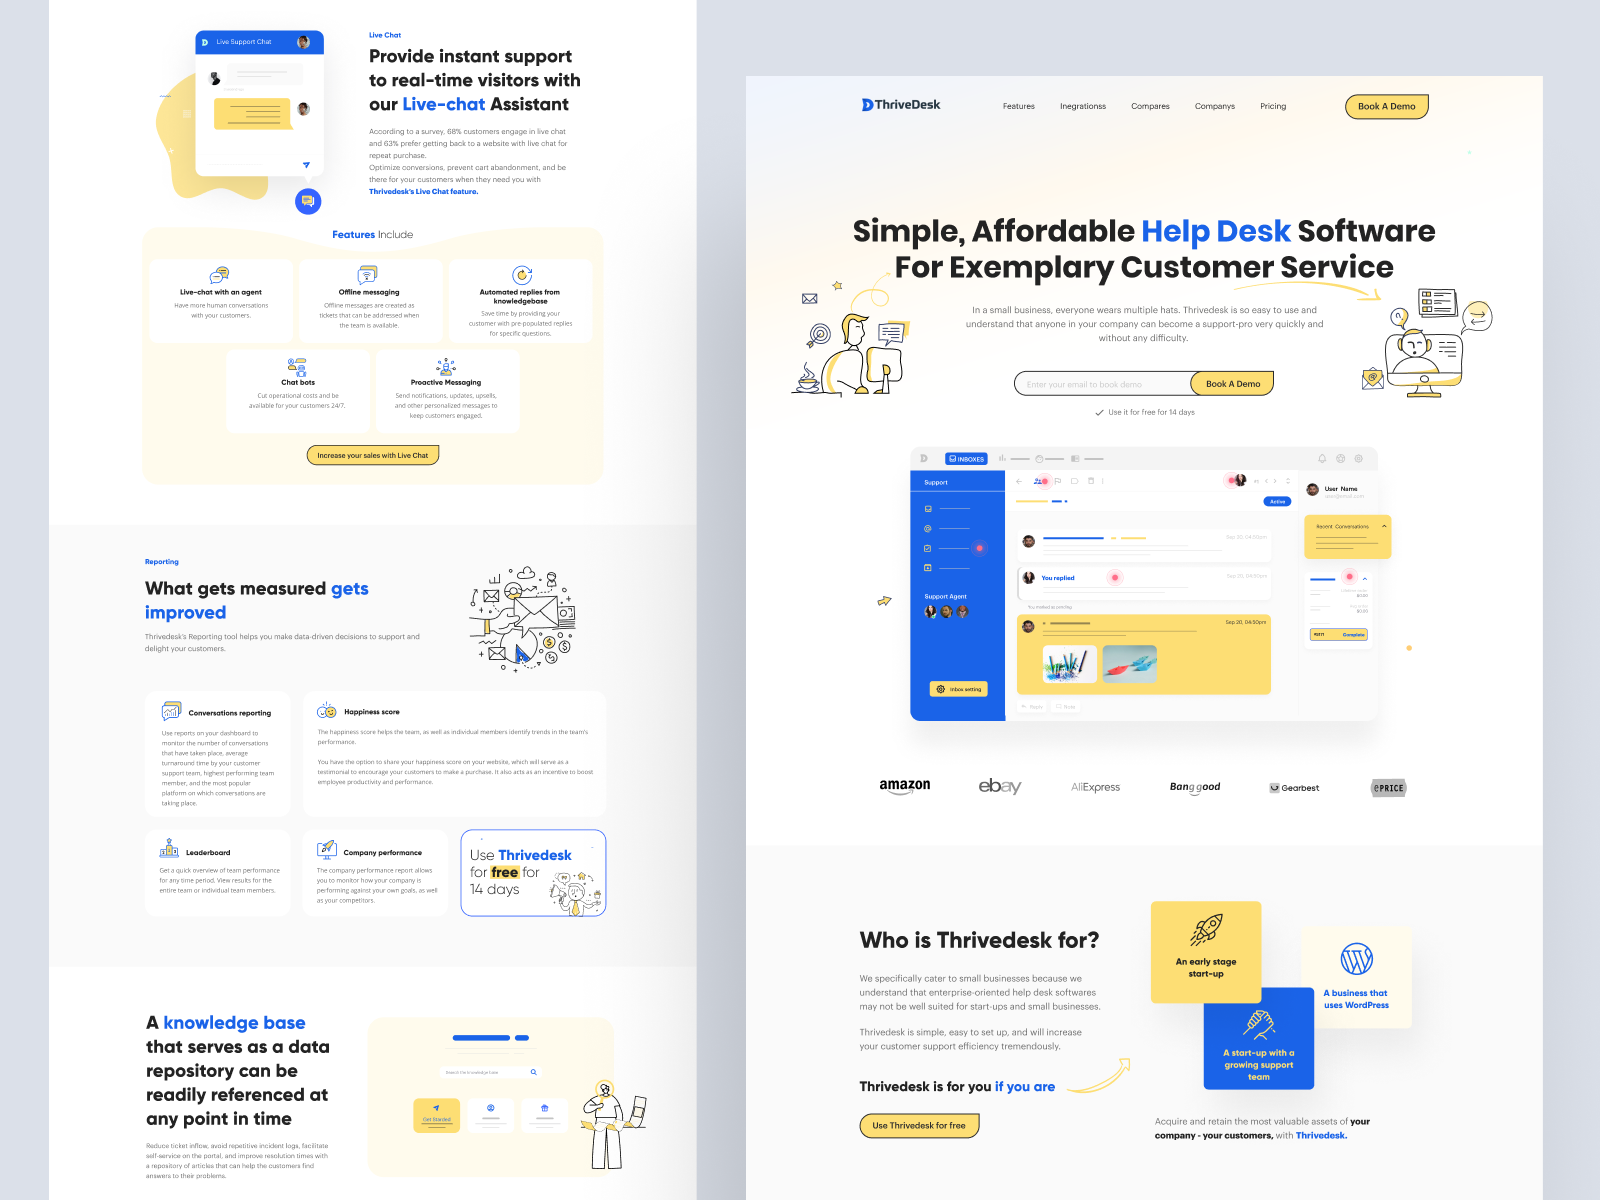 Live Support Chat
Live Chat
Provide instant support
to real-time visitors with
our Live-chat Assistant
According to a survey, 68% customers engage in live chat
and 63% prefer getting back to a website with live chat for
repeat purchase.
Optimize conversions, prevent cart abandonment, and be
there for your customers when they need you with
Thrivedesk's Live Chat feature.
Features Include
Live-chat with an agent
Have more human conversations
with your customers.
Offline messaging
Offline messages are created as
tickets that can be addressed when
the team is available.
Automated replies from
knowledgebase
Save time by providing your
customer with pre-populated replies
for specific questions.
Chat bots
Cut operational costs and be
available for your customers 24/7.
Proactive Messaging
Send notifications, updates, upsells,
and other personalized messages to
keep customers engaged.
Increase your sales with Live Chat
Reporting
What gets measured gets
improved
Thrivedesk's Reporting tool helps you make data-driven decisions to support and
delight your customers.
Conversations reporting
Use reports on your dashboard to
monitor the number of conversations
that have taken place, average
turnaround time by your customer
support team, highest performing team
member, and the most popular
platform on which conversations are
taking place.
Happiness score
The happiness score helps the team, as well as individual members identify trends in the team's
performance.
You have the option to share your happiness score on your website, which will serve as a
testimonial to encourage your customers to make a purchase. It also acts as an incentive to boost
employee productivity and performance.
Leaderboard
Get a quick overview of team performance
for any time period. View results for the
entire team or individual team members.
Company performance
The company performance report allows
you to monitor how your company is
performing against your own goals, as well
as your competitors.
Use Thrivedesk
for free for
14 days
A knowledge base
that serves as a data
repository can be
readily referenced at
any point in time
Reduce ticket inflow, avoid repetitive incident logs, facilitate
self-service on the portal, and improve resolution times with
a repository of articles that can help the customers find
answers to their problems.
Search the knowledge base
Get Started
ThriveDesk
Features
Inegrationss
Compares
Companys
Pricing
Book A Demo
Simple, Affordable Help Desk Software
For Exemplary Customer Service
In a small business, everyone wears multiple hats. Thrivedesk is so easy to use and
understand that anyone in your company can become a support-pro very quickly and
without any difficulty.
Enter your email to book demo
Book A Demo
Use it for free for 14 days
INBOXES
Support
User Name
Active
Recent Conversations
Sep 20, 04:50pm
You replied
Sep 20, 04:50pm
Support Agent
Sep 20, 04:50pm
$0.00
$0.00
Complete
Inbox setting
Reply
Note
amazon
ebay
AliExpress
Banggood
Gearbest
ePRICE
Who is Thrivedesk for?
We specifically cater to small businesses because we
understand that enterprise-oriented help desk softwares
may not be well suited for start-ups and small businesses.
Thrivedesk is simple, easy to set up, and will increase
your customer support efficiency tremendously.
Thrivedesk is for you if you are
Use Thrivedesk for free
An early stage
start-up
A business that
uses WordPress
A start-up with a
growing support
team
Acquire and retain the most valuable assets of your
company - your customers, with Thrivedesk.